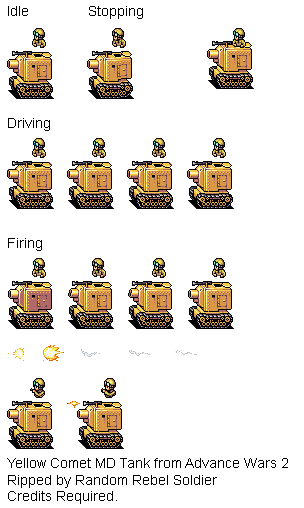 Idle Stopping
Driving
Firing
Yellow Comet MD Tank from Advance Wars 2
Ripped by Random Rebel Soldier
Credits Required.